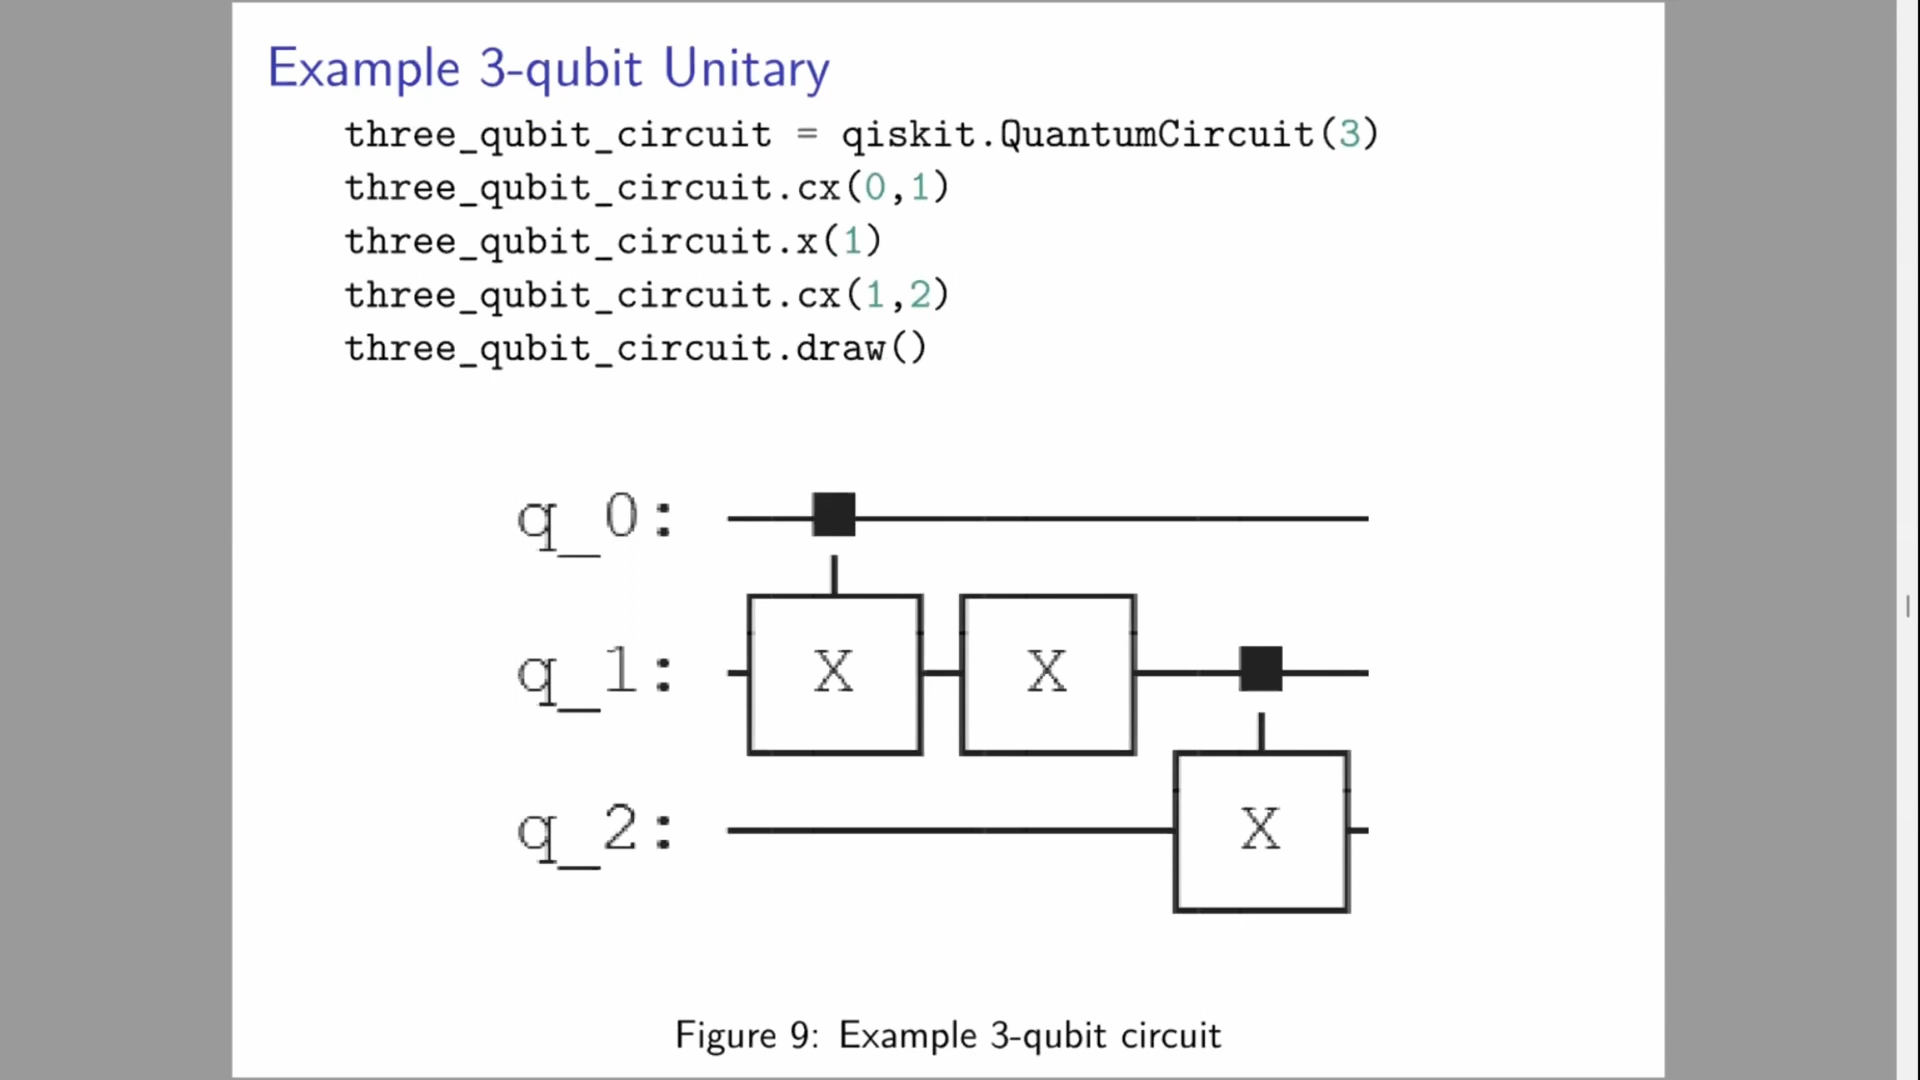 Example 3-qubit Unitary
three_qubit_circuit = qiskit.QuantumCircuit(3)
three_qubit_circuit.cx(0,1)
three_qubit_circuit.x(1)
three_qubit_circuit.cx(1,2)
three_qubit_circuit.draw()
q_0:
q_1: X X
q_2: X
Figure 9: Example 3-qubit circuit